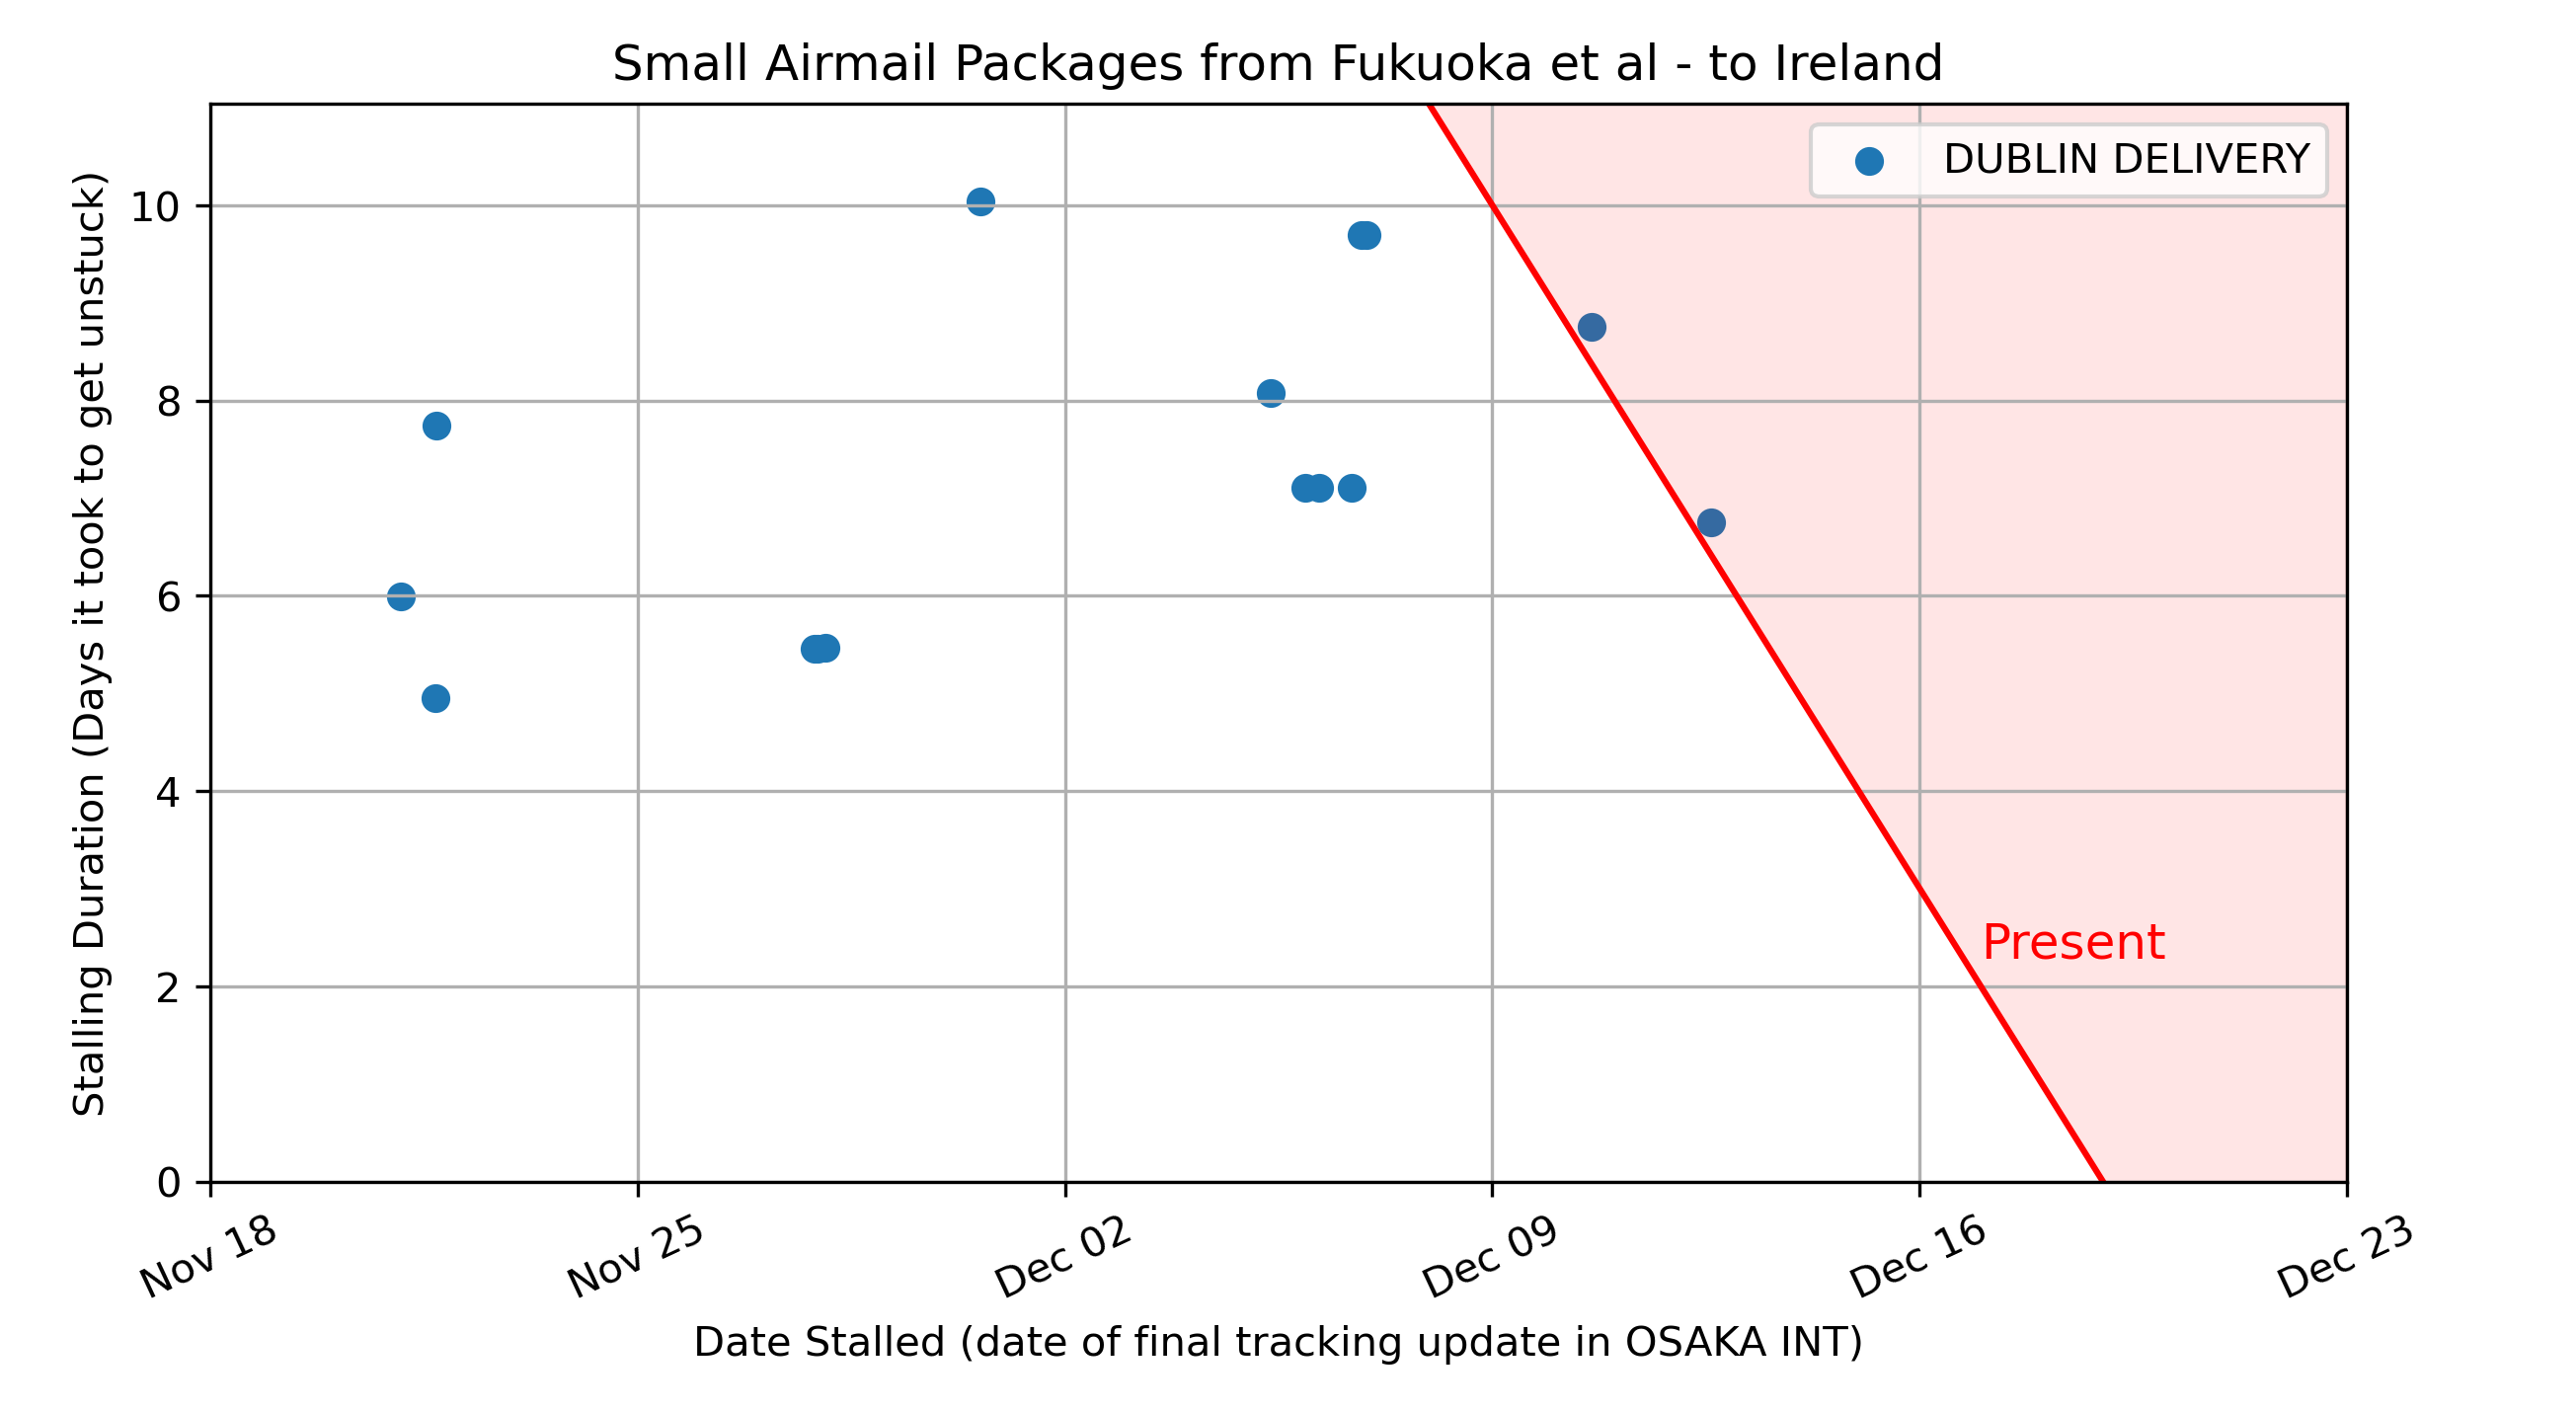 Small Airmail Packages from Fukuoka et al - to Ireland
DUBLIN DELIVERY
Stalling Duration (Days it took to get unstuck)
10
8
6
4
2
0
Present
Nov 18
Nov 25
Dec 02
Dec 09
Dec 16
Dec 23
Date Stalled (date of final tracking update in OSAKA INT)